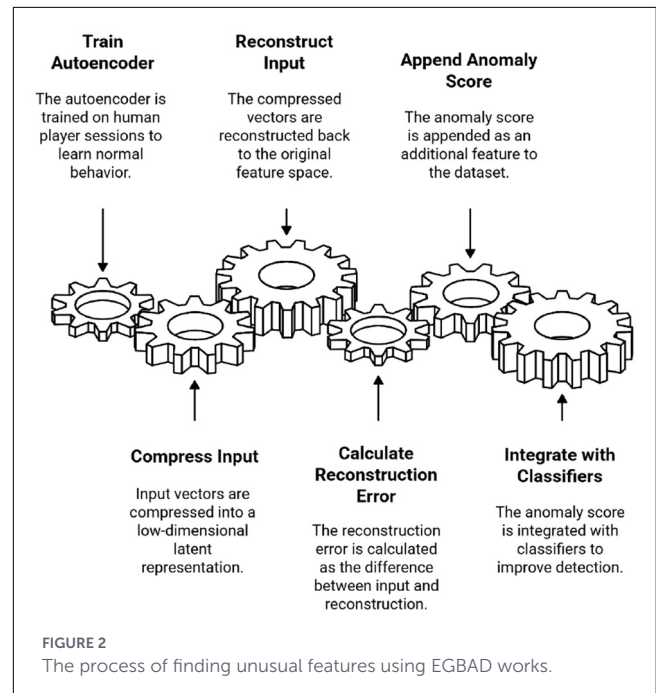 Train
Autoencoder
The autoencoder is
trained on human
player sessions to
learn normal
behavior.
Reconstruct
Input
The compressed
vectors are
reconstructed back
to the original
feature space.
Append Anomaly
Score
The anomaly score
is appended as an
additional feature to
the dataset.
Compress Input
Input vectors are
compressed into a
low-dimensional
latent
representation.
Calculate
Reconstruction
Error
The reconstruction
error is calculated
as the difference
between input and
reconstruction.
Integrate with
Classifiers
The anomaly score
is integrated with
classifiers to
improve detection.
FIGURE 2
The process of finding unusual features using EGBAD works.